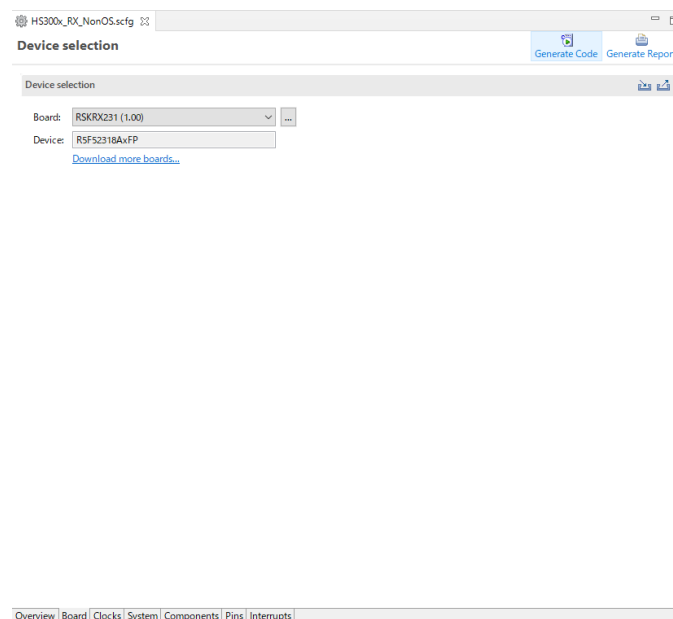 HS300x_RX_NonOS.scfg
Device selection
Generate Code Generate Repor
Device selection
Board: RSKRX231 (1.00) ...
Device: R5F52318AxFP
Download more boards...
Overview Board Clocks System Components Pins Interrupts